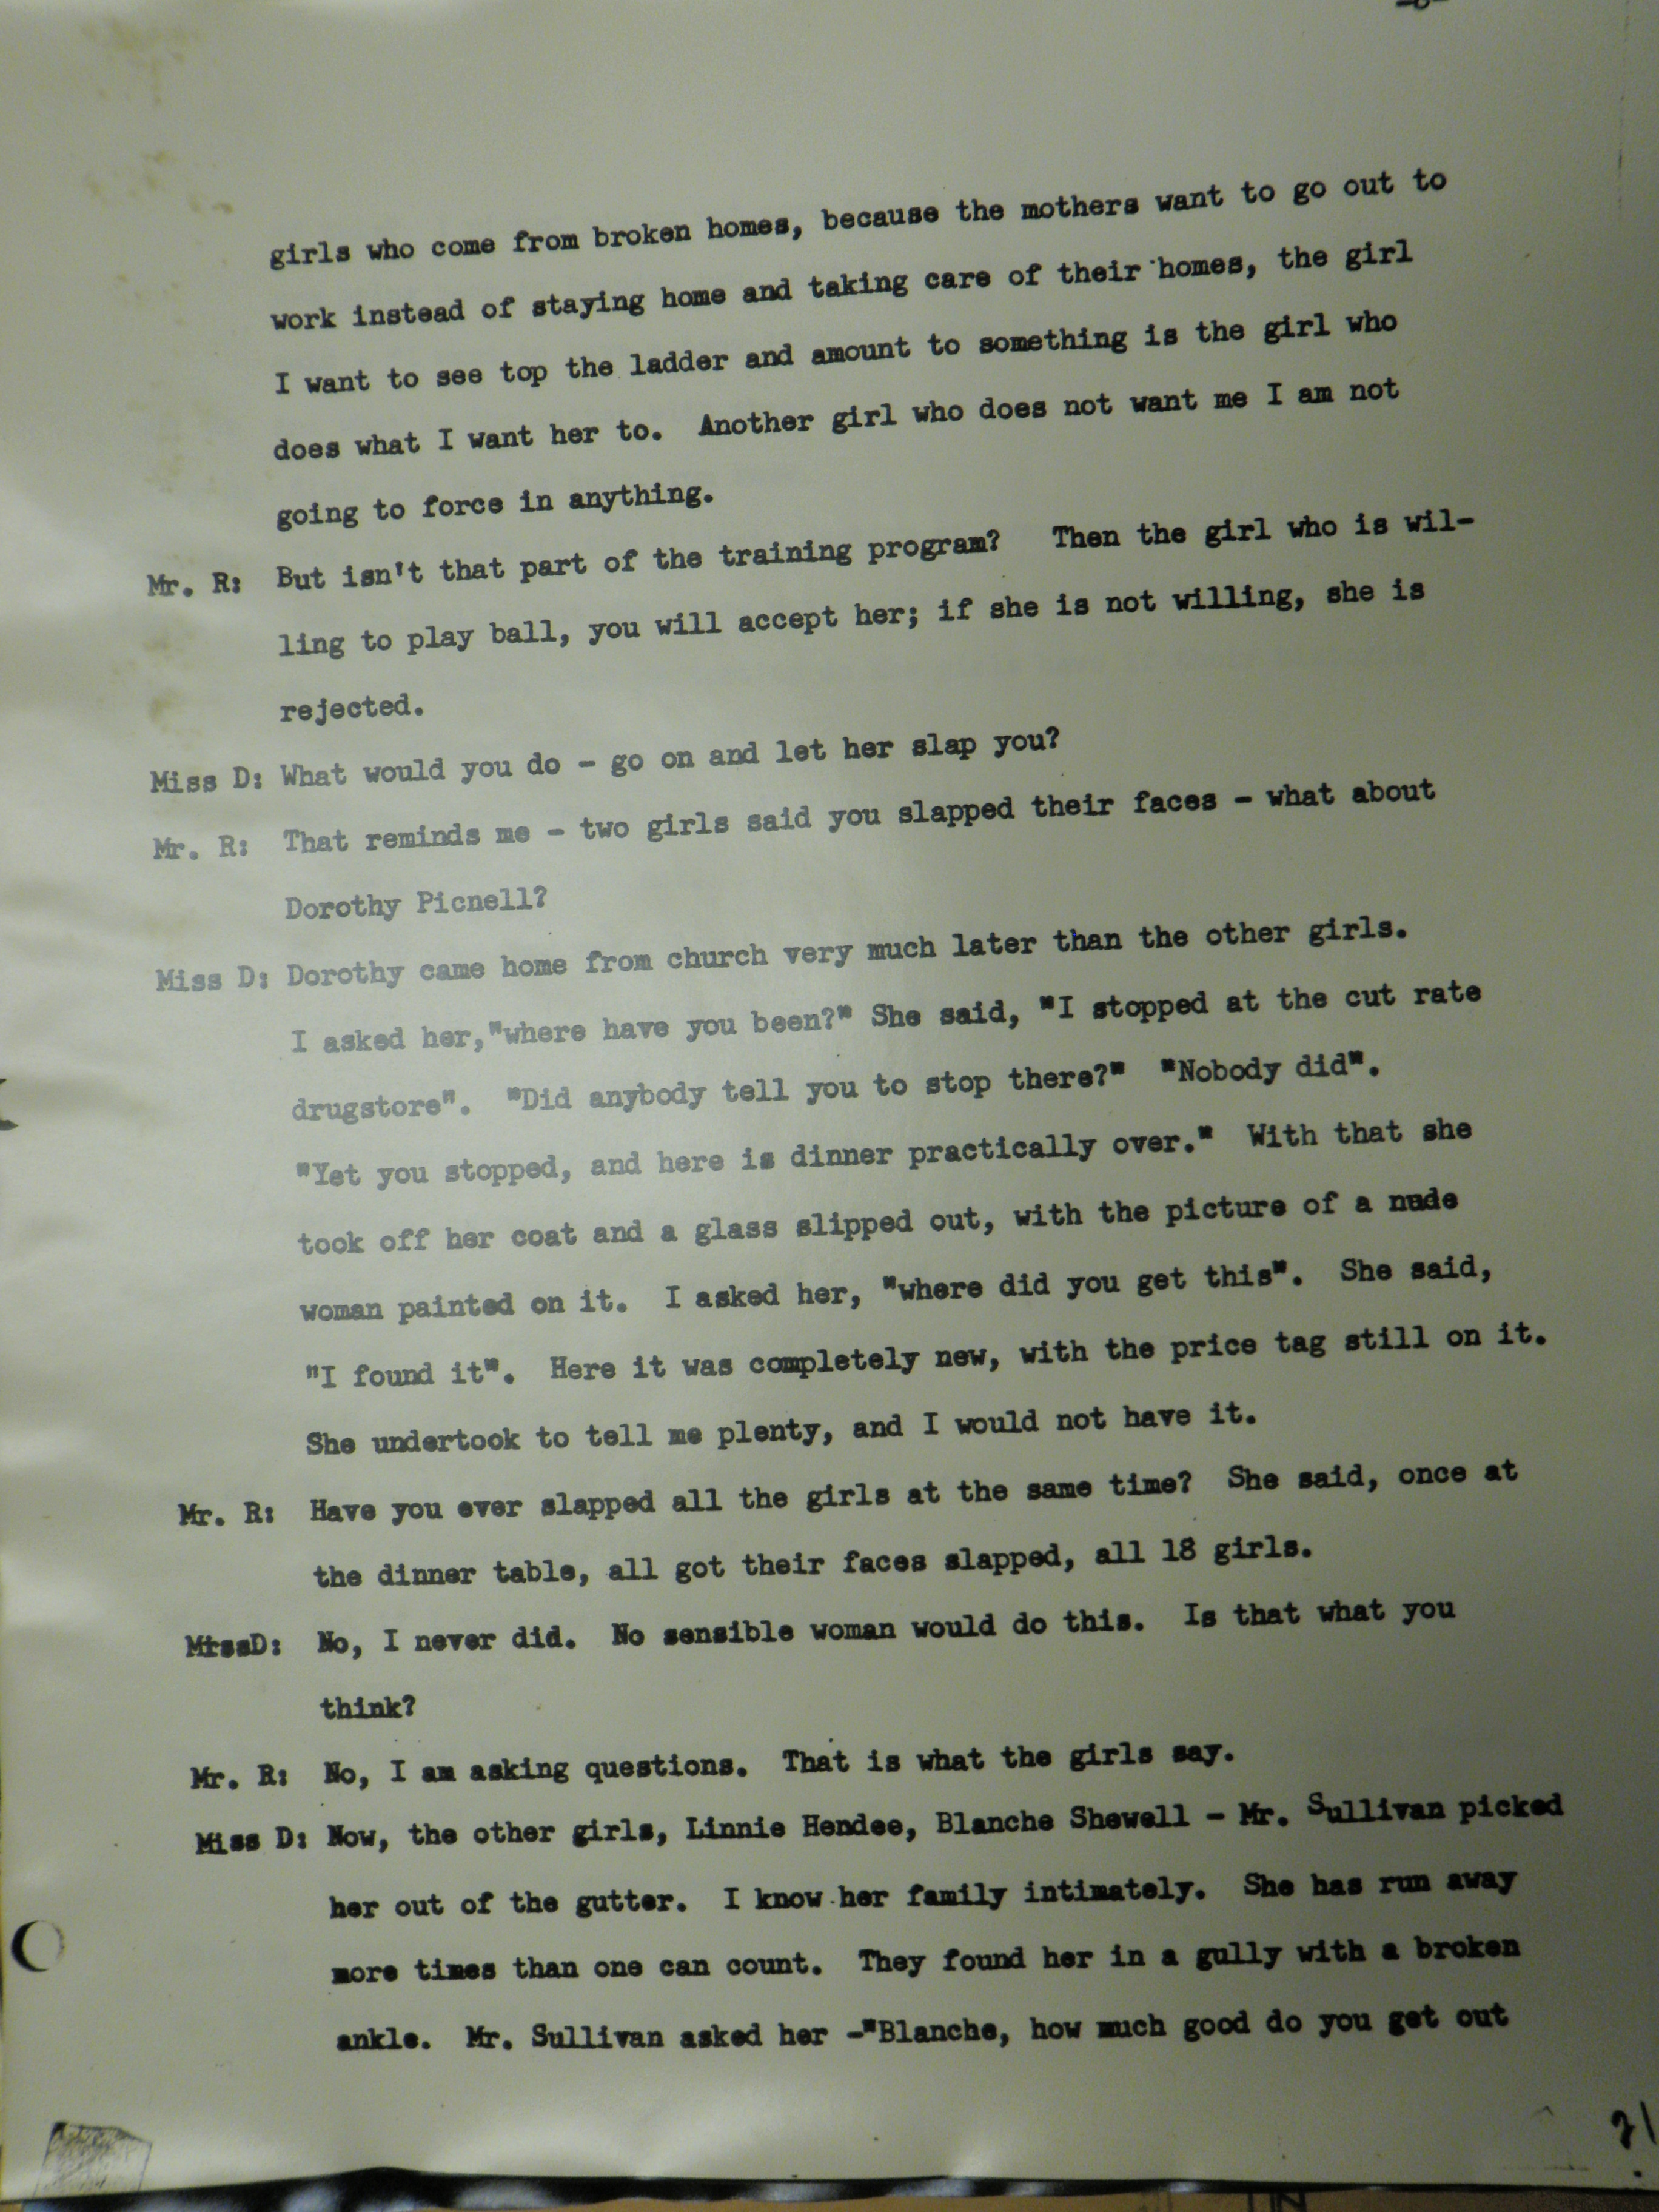 girls who come from broken homes, because the mothers want to go out to
work instead of staying home and taking care of their homes, the girl
I want to see top the ladder and amount to something is the girl who
does what I want her to.  Another girl who does not want me I am not
going to force in anything.
Mr. R: But isn't that part of the training program?  Then the girl who is wil-
ling to play ball, you will accept her; if she is not willing, she is
rejected.
Miss D: What would you do - go on and let her slap you?
Mr. R: That reminds me - two girls said you slapped their faces - what about
Dorothy Picnell?
Miss D: Dorothy came home from church very much later than the other girls.
I asked her,"where have you been?" She said, "I stopped at the cut rate
drugstore".  "Did anybody tell you to stop there?"  "Nobody did".
"Yet you stopped, and here is dinner practically over."  With that she
took off her coat and a glass slipped out, with the picture of a nude
woman painted on it.  I asked her, "where did you get this".  She said,
"I found it".  Here it was completely new, with the price tag still on it.
She undertook to tell me plenty, and I would not have it.
Mr. R: Have you ever slapped all the girls at the same time?  She said, once at
the dinner table, all got their faces slapped, all 18 girls.
MissD: No, I never did.  No sensible woman would do this.  Is that what you
think?
Mr. R: No, I am asking questions.  That is what the girls say.
Miss D: Now, the other girls, Linnie Hendee, Blanche Shewell - Mr. Sullivan picked
her out of the gutter.  I know her family intimately.  She has run away
more times than one can count.  They found her in a gully with a broken
ankle.  Mr. Sullivan asked her -"Blanche, how much good do you get out